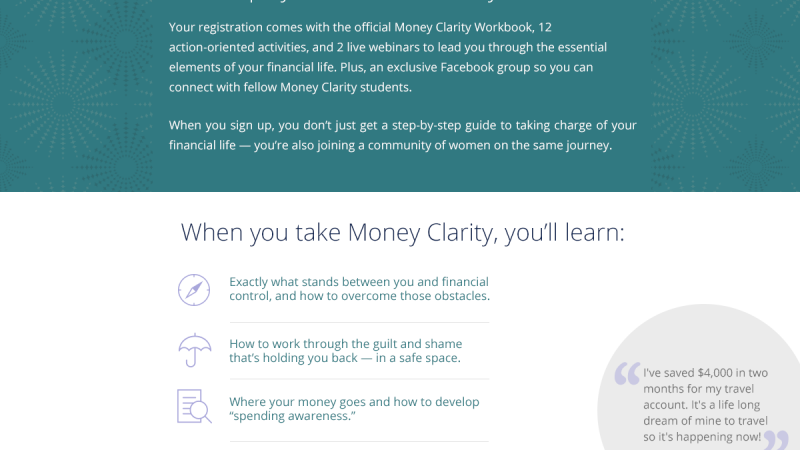 Your registration comes with the official Money Clarity Workbook, 12
action-oriented activities, and 2 live webinars to lead you through the essential
elements of your financial life. Plus, an exclusive Facebook group so you can
connect with fellow Money Clarity students.
When you sign up, you don’t just get a step-by-step guide to taking charge of your
financial life — you’re also joining a community of women on the same journey.
When you take Money Clarity, you’ll learn:
Exactly what stands between you and financial
control, and how to overcome those obstacles.
How to work through the guilt and shame
that’s holding you back — in a safe space.
Where your money goes and how to develop
“spending awareness.”
“I've saved $4,000 in two
months for my travel
account. It's a life long
dream of mine to travel
so it's happening now!”